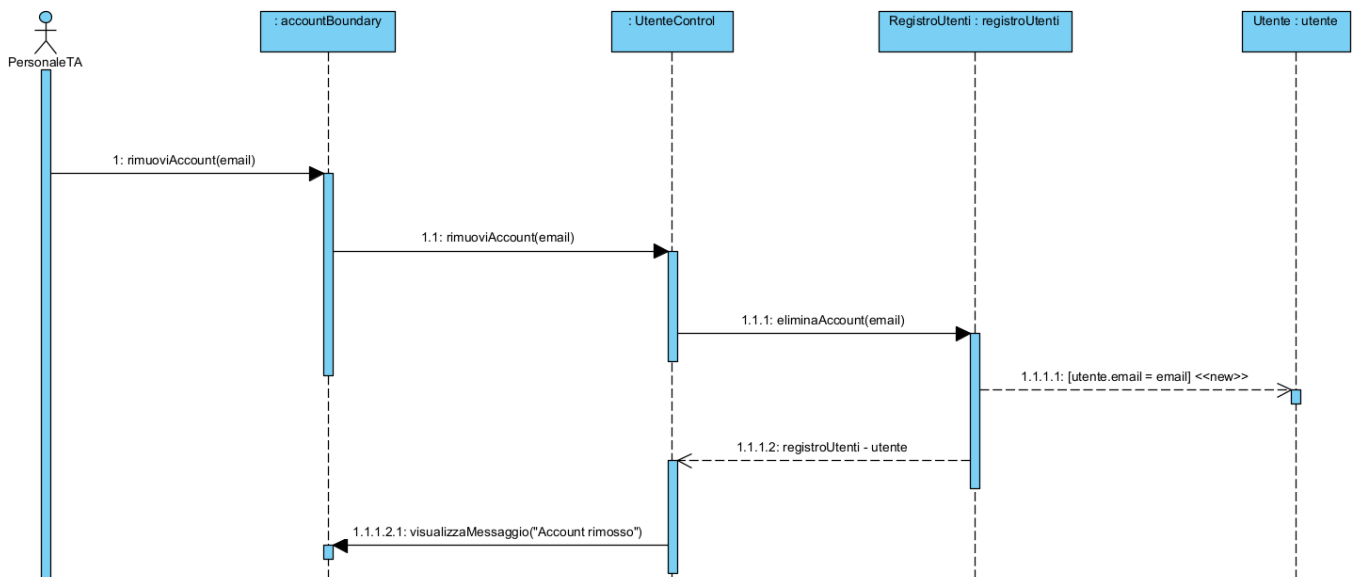 : accountBoundary
: UtenteControl
RegistroUtenti : registroUtenti
Utente : utente
PersonaleTA
1: rimuoviAccount(email)
1.1: rimuoviAccount(email)
1.1.1: eliminaAccount(email)
1.1.1.1: [utente.email = email] <<new>>
1.1.1.2: registroUtenti - utente
1.1.1.2.1: visualizzaMessaggio("Account rimosso")